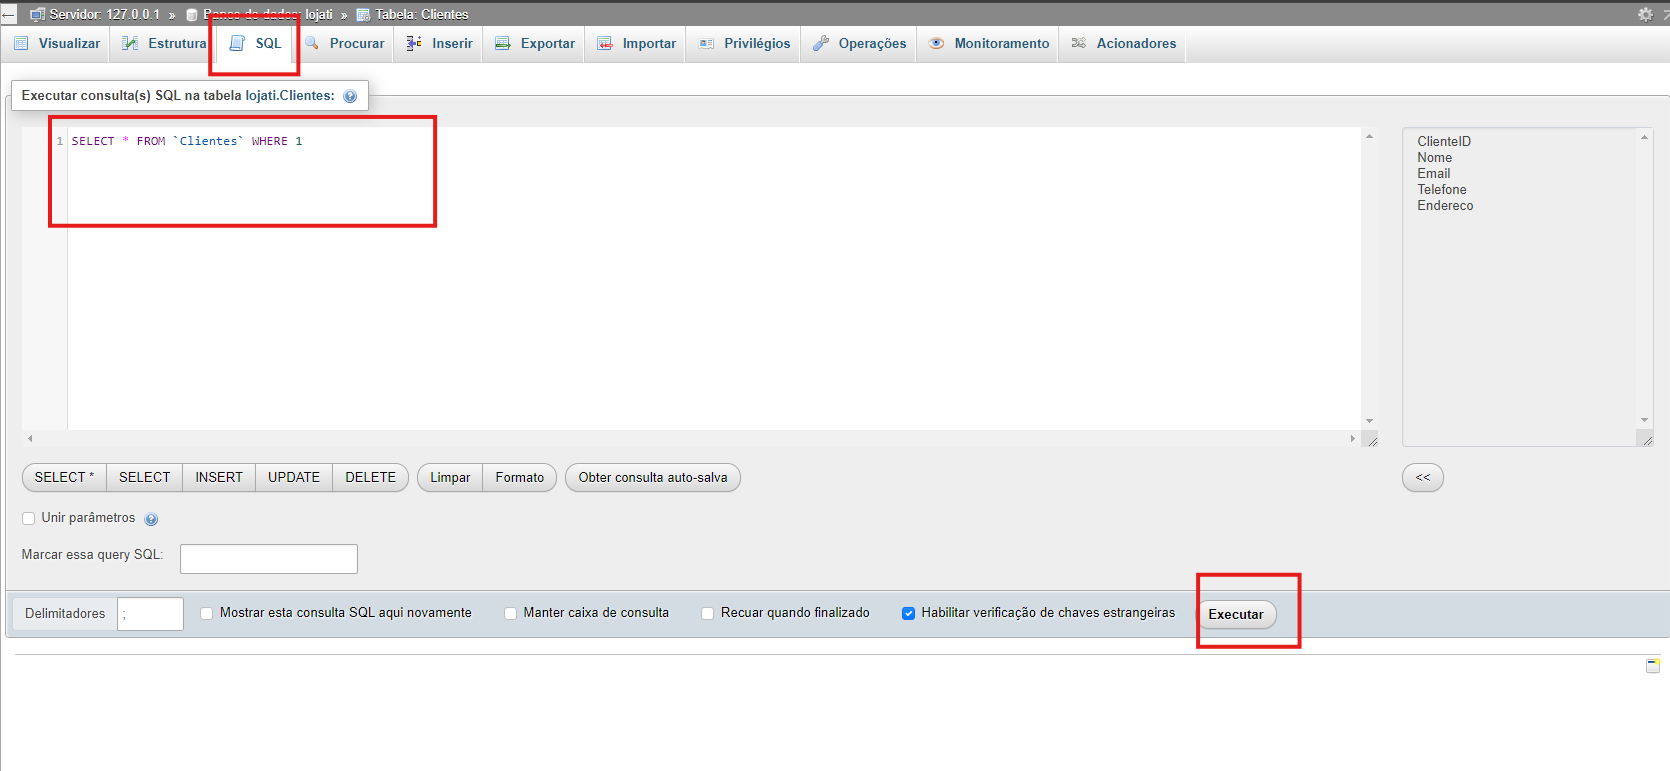 Servidor: 127.0.0.1 » Banco de dados: lojati » Tabela: Clientes
Visualizar Estrutura SQL Procurar Inserir Exportar Importar Privilégios Operações Monitoramento Acionadores
Executar consulta(s) SQL na tabela lojati.Clientes:
1 SELECT * FROM `Clientes` WHERE 1
ClienteID
Nome
Email
Telefone
Endereco
SELECT * SELECT INSERT UPDATE DELETE Limpar Formato Obter consulta auto-salva <<
Unir parâmetros
Marcar essa query SQL:
Delimitadores ; Mostrar esta consulta SQL aqui novamente Manter caixa de consulta Recuar quando finalizado Habilitar verificação de chaves estrangeiras Executar